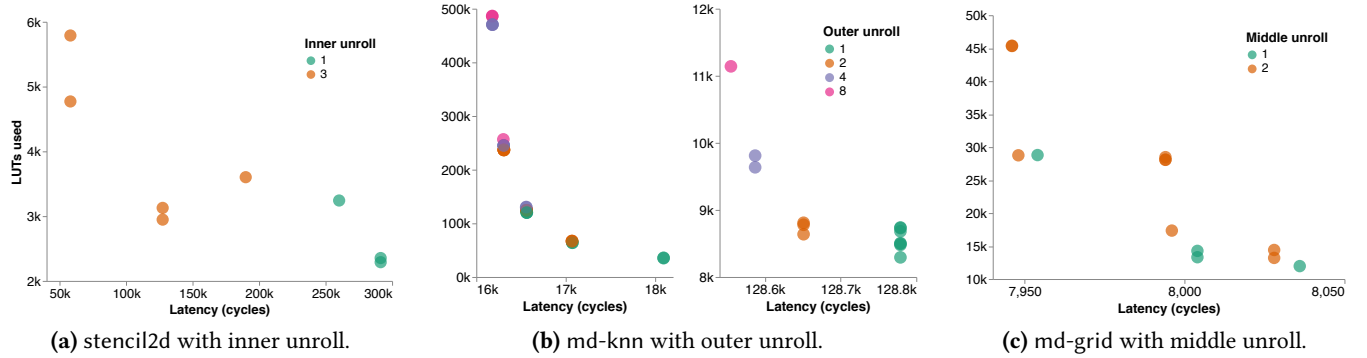 LUTs used
6k
5k
4k
3k
2k
50k 100k 150k 200k 250k 300k
Latency (cycles)
Inner unroll
1
3
(a) stencil2d with inner unroll.
500k
400k
300k
200k
100k
0k
16k 17k 18k
Latency (cycles)
12k
11k
10k
9k
8k
128.6k 128.7k 128.8k
Latency (cycles)
Outer unroll
1
2
4
8
(b) md-knn with outer unroll.
50k
45k
40k
35k
30k
25k
20k
15k
10k
7,950 8,000 8,050
Latency (cycles)
Middle unroll
1
2
(c) md-grid with middle unroll.